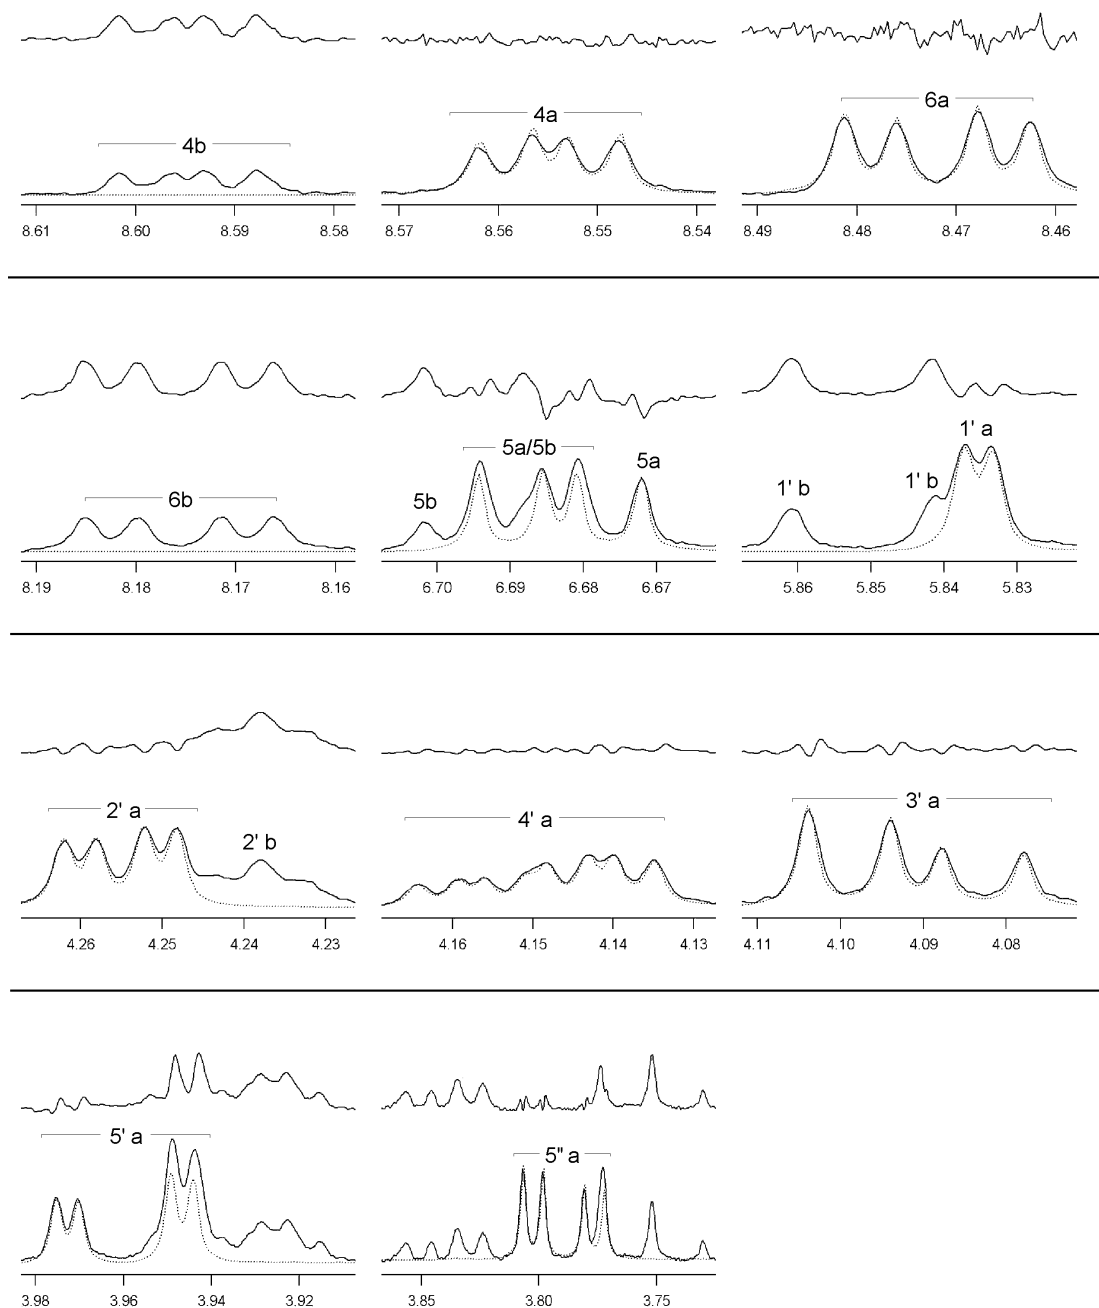 4b
4a
6a
8.61 8.60 8.59 8.58
8.57 8.56 8.55 8.54
8.49 8.48 8.47 8.46
6b
5b
5a/5b
5a
1' b
1' b
1' a
8.19 8.18 8.17 8.16
6.70 6.69 6.68 6.67
5.86 5.85 5.84 5.83
2' a
2' b
4' a
3' a
4.26 4.25 4.24 4.23
4.16 4.15 4.14 4.13
4.11 4.10 4.09 4.08
5' a
5" a
3.98 3.96 3.94 3.92
3.85 3.80 3.75